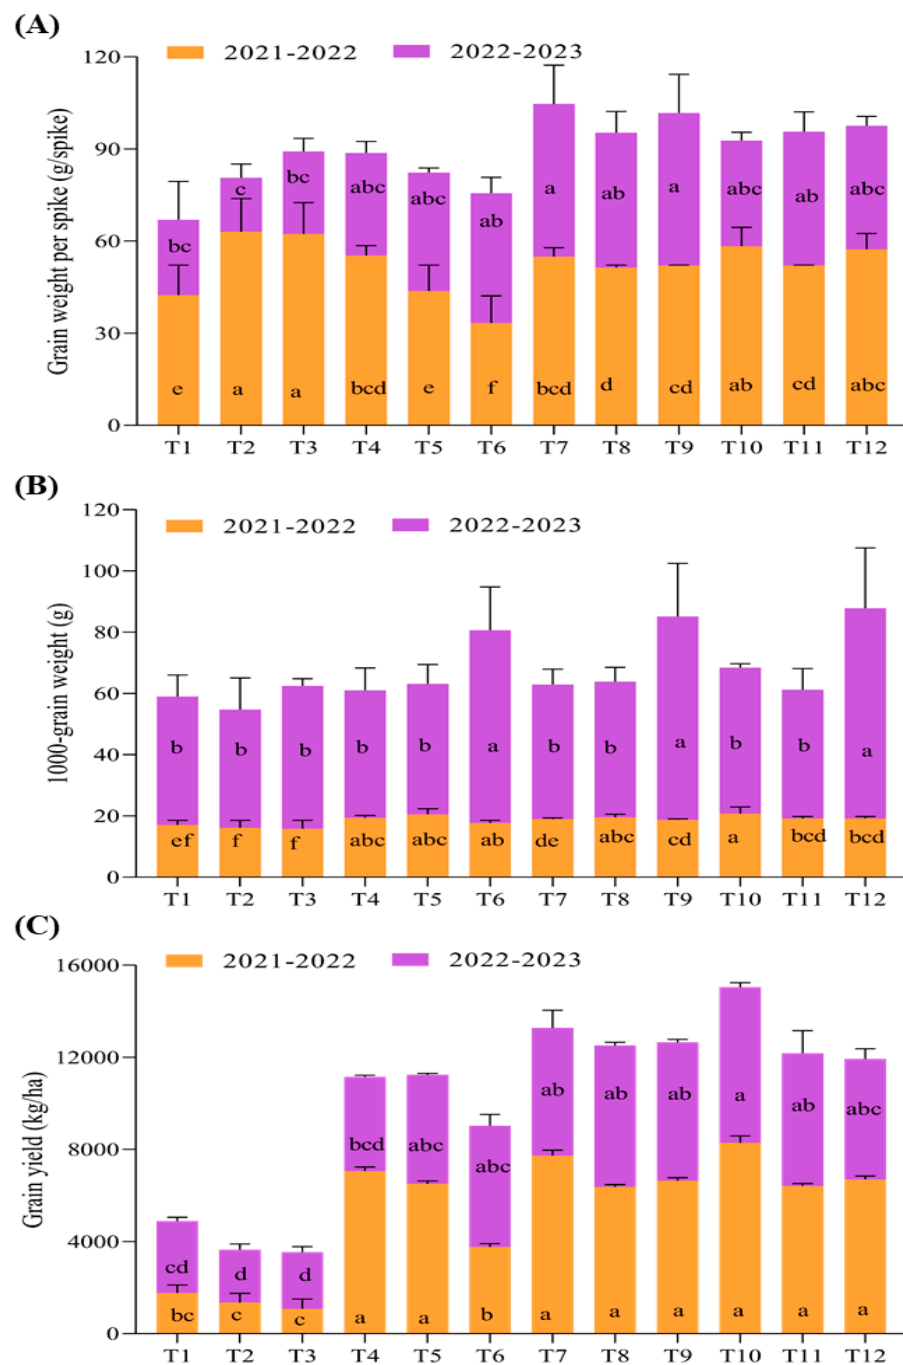 (A)
2021-2022 2022-2023
Grain weight per spike (g/spike)
120
90
60
30
0
bc c bc abc abc ab a ab a abc ab abc
e a a bcd e f bcd d cd ab cd abc
T1 T2 T3 T4 T5 T6 T7 T8 T9 T10 T11 T12
(B)
2021-2022 2022-2023
1000-grain weight (g)
120
100
80
60
40
20
0
b b b b b a b b a b b a
ef f f abc abc ab de abc cd a bcd bcd
T1 T2 T3 T4 T5 T6 T7 T8 T9 T10 T11 T12
(C)
2021-2022 2022-2023
Grain yield (kg/ha)
16000
12000
8000
4000
0
cd d d bcd abc abc ab ab ab a ab abc
bc c c a a b a a a a a a
T1 T2 T3 T4 T5 T6 T7 T8 T9 T10 T11 T12